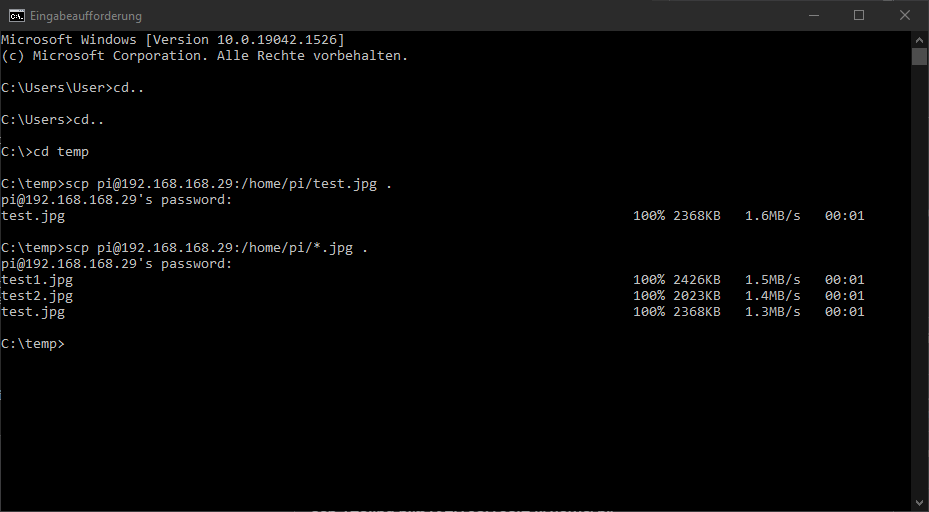 Eingabeaufforderung
Microsoft Windows [Version 10.0.19042.1526]
(c) Microsoft Corporation. Alle Rechte vorbehalten.
C:\Users\User>cd..
C:\Users>cd..
C:\>cd temp
C:\temp>scp pi@192.168.168.29:/home/pi/test.jpg .
pi@192.168.168.29's password:
test.jpg 100% 2368KB 1.6MB/s 00:01
C:\temp>scp pi@192.168.168.29:/home/pi/*.jpg .
pi@192.168.168.29's password:
test1.jpg 100% 2426KB 1.5MB/s 00:01
test2.jpg 100% 2023KB 1.4MB/s 00:01
test.jpg 100% 2368KB 1.3MB/s 00:01
C:\temp>